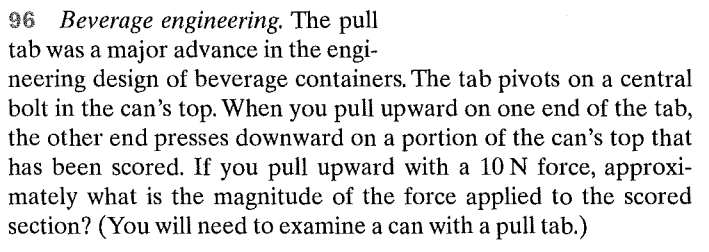 96 Beverage engineering. The pull
tab was a major advance in the engi-
neering design of beverage containers. The tab pivots on a central
bolt in the can's top. When you pull upward on one end of the tab,
the other end presses downward on a portion of the can's top that
has been scored. If you pull upward with a 10 N force, approxi-
mately what is the magnitude of the force applied to the scored
section? (You will need to examine a can with a pull tab.)